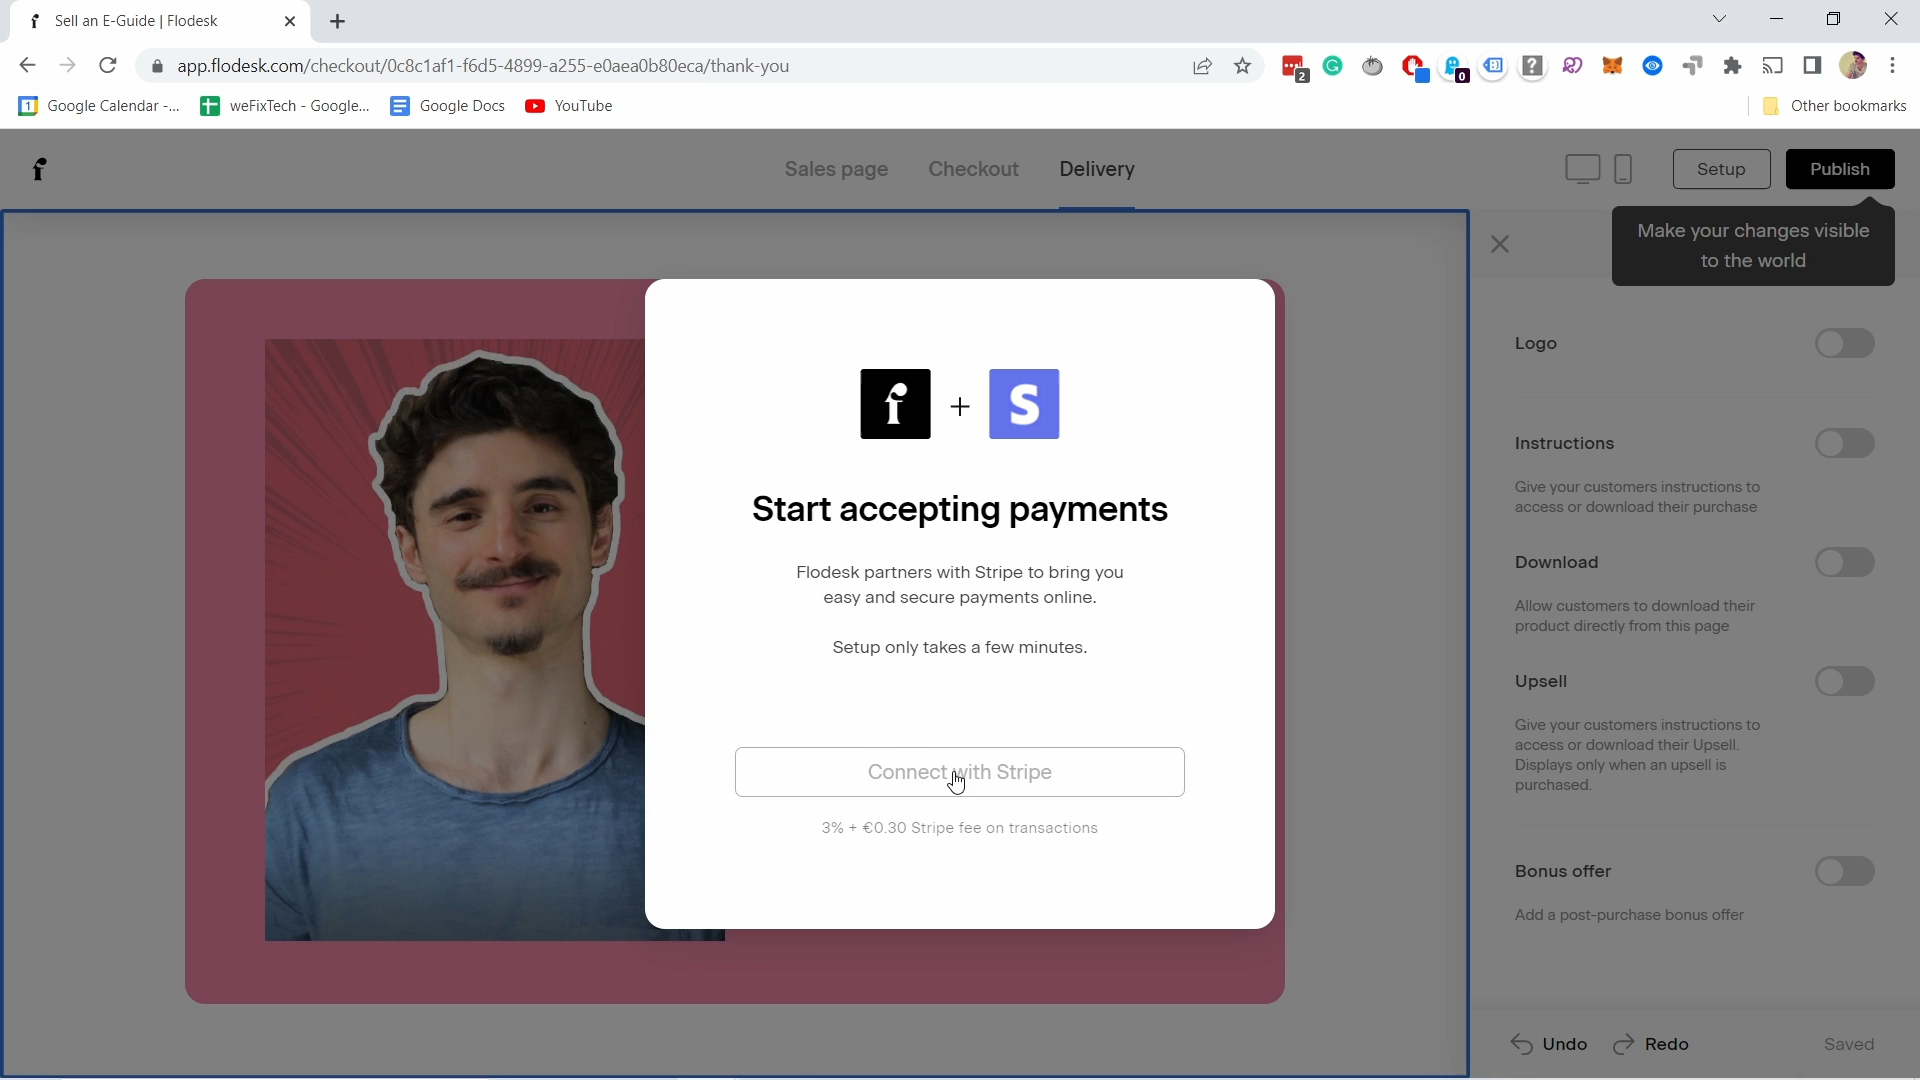 Sell an E-Guide | Flodesk
app.flodesk.com/checkout/0c8c1af1-f6d5-4899-a255-e0aea0b80eca/thank-you
2
0
Google Calendar -...
weFixTech - Google...
Google Docs
YouTube
Other bookmarks
Sales page
Checkout
Delivery
Setup
Publish
Make your changes visible
to the world
Logo
f + S
Instructions
Give your customers instructions to
access or download their purchase
Start accepting payments
Flodesk partners with Stripe to bring you
easy and secure payments online.
Setup only takes a few minutes.
Download
Allow customers to download their
product directly from this page
Upsell
Give your customers instructions to
access or download their Upsell.
Displays only when an upsell is
purchased.
Connect with Stripe
3% + €0.30 Stripe fee on transactions
Bonus offer
Add a post-purchase bonus offer
Undo
Redo
Saved